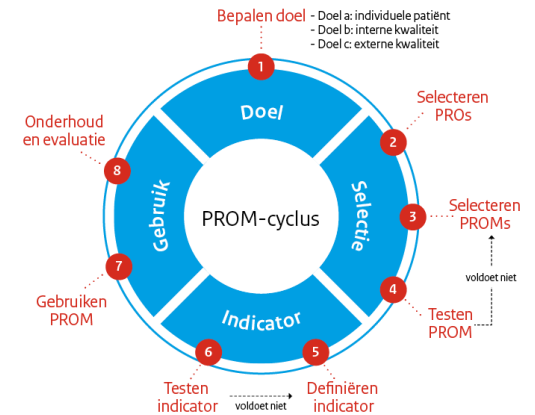 Bepalen doel
- Doel a: individuele patiënt
- Doel b: interne kwaliteit
- Doel c: externe kwaliteit
1
Doel
Selecteren
PROs
2
Selectie
3
Selecteren
PROMs
voldoet niet
4
Testen
PROM
Indicator
5
Definiëren
indicator
voldoet niet
6
Testen
indicator
Gebruik
7
Gebruiken
PROM
8
Onderhoud
en evaluatie
PROM-cyclus